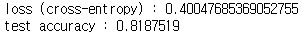 loss (cross-entropy) : 0.40047685369052755
test accuracy : 0.8187519